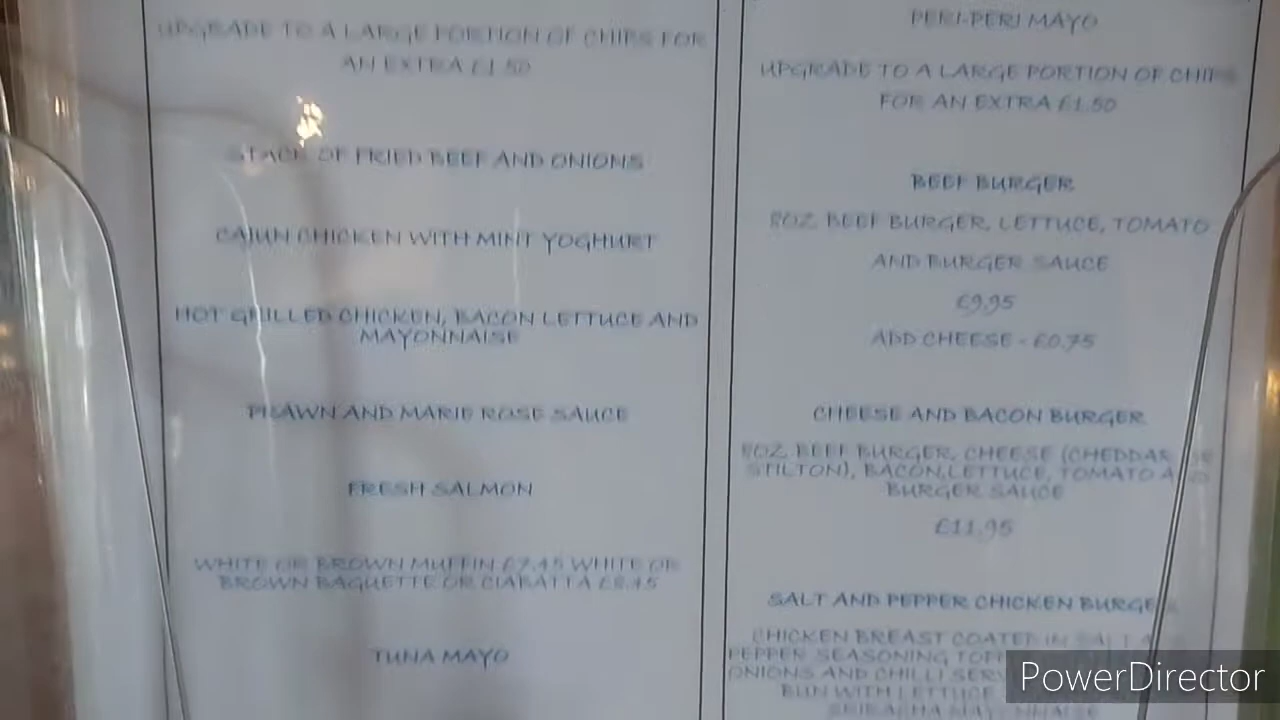 UPGRADE TO A LARGE PORTION OF CHIPS FOR
AN EXTRA £1.50
STACK OF FRIED BEEF AND ONIONS
CAJUN CHICKEN WITH MINT YOGHURT
HOT GRILLED CHICKEN, BACON LETTUCE AND
MAYONNAISE
PRAWN AND MARIE ROSE SAUCE
FRESH SALMON
WHITE OR BROWN MUFFIN £7.45 WHITE OR
BROWN BAGUETTE OR CIABATTA £8.45
TUNA MAYO
PERI-PERI MAYO
UPGRADE TO A LARGE PORTION OF CHIPS
FOR AN EXTRA £1.50
BEEF BURGER
8OZ BEEF BURGER, LETTUCE, TOMATO
AND BURGER SAUCE
£9.95
ADD CHEESE - £0.75
CHEESE AND BACON BURGER
8OZ BEEF BURGER, CHEESE (CHEDDAR OR
STILTON), BACON,LETTUCE, TOMATO AND
BURGER SAUCE
£11.95
SALT AND PEPPER CHICKEN BURGER
CHICKEN BREAST COATED IN SALT
PEPPER SEASONING
ONIONS AND CHILLI
BUN WITH LETTUCE
SRIRACHA MAYONNAISE
PowerDirector